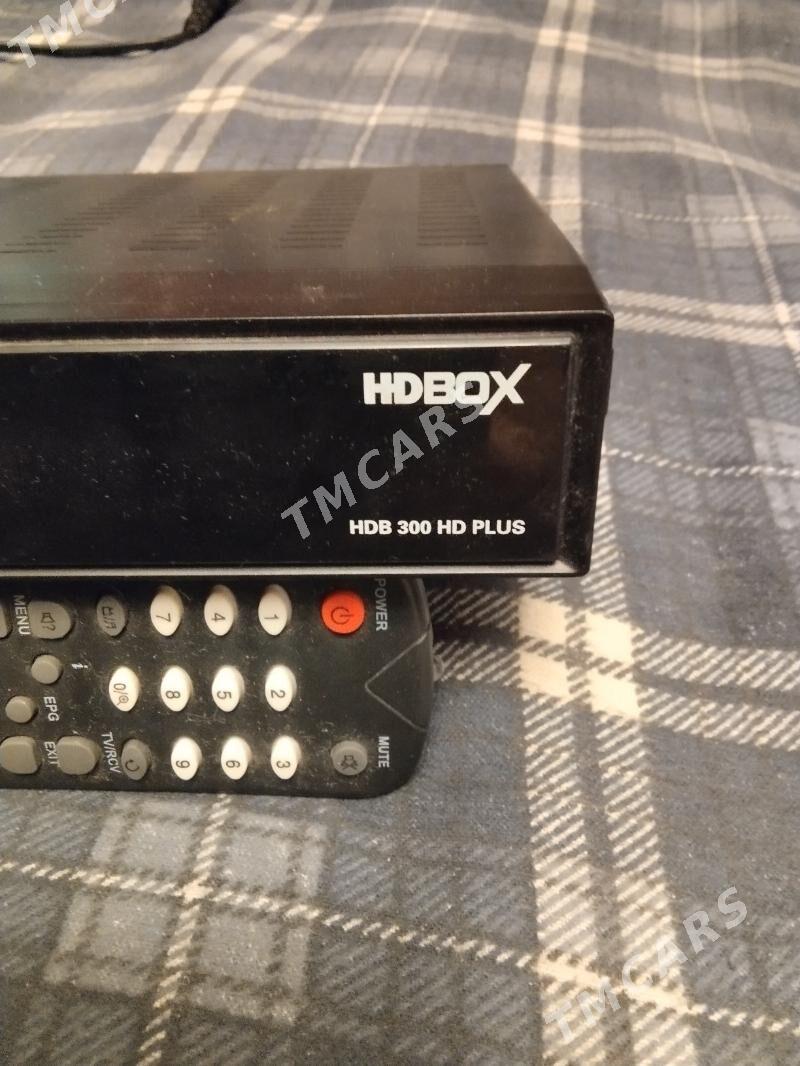 TMCARS
HDBOX
TMCARS
HDB 300 HD PLUS
POWER
1
4
7
MENU
2
5
8
0/
i
EPG
MUTE
3
6
9
TV/RCV
EXIT
TMCARS
TMCARS